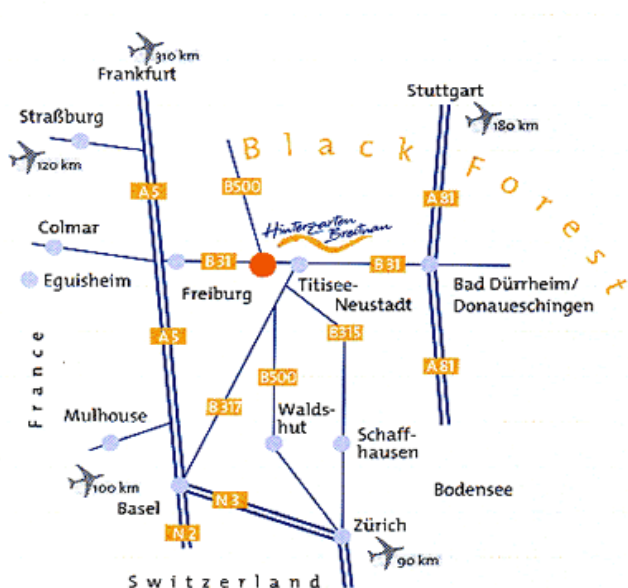 310 km
Frankfurt
Stuttgart
180 km
Straßburg
120 km
Black Forest
B500
A5
A81
Colmar
Hinterzarten
Breitnau
B31
B31
Eguisheim
Freiburg
Titisee-
Neustadt
Bad Dürrheim/
Donaueschingen
A5
B315
A81
France
B500
B317
Mulhouse
Walds-
hut
Schaff-
hausen
100 km
Basel
N3
Bodensee
N2
Zürich
90 km
Switzerland